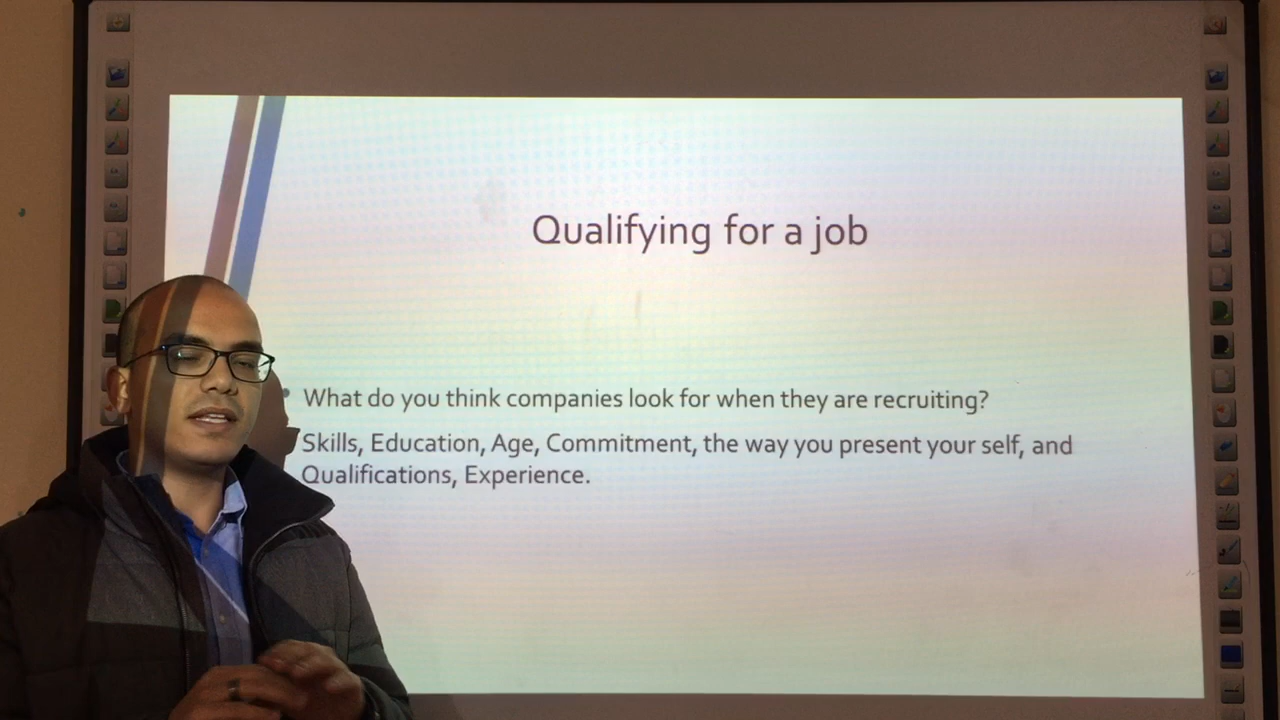 Qualifying for a job
What do you think companies look for when they are recruiting?
Skills, Education, Age, Commitment, the way you present your self, and
Qualifications, Experience.